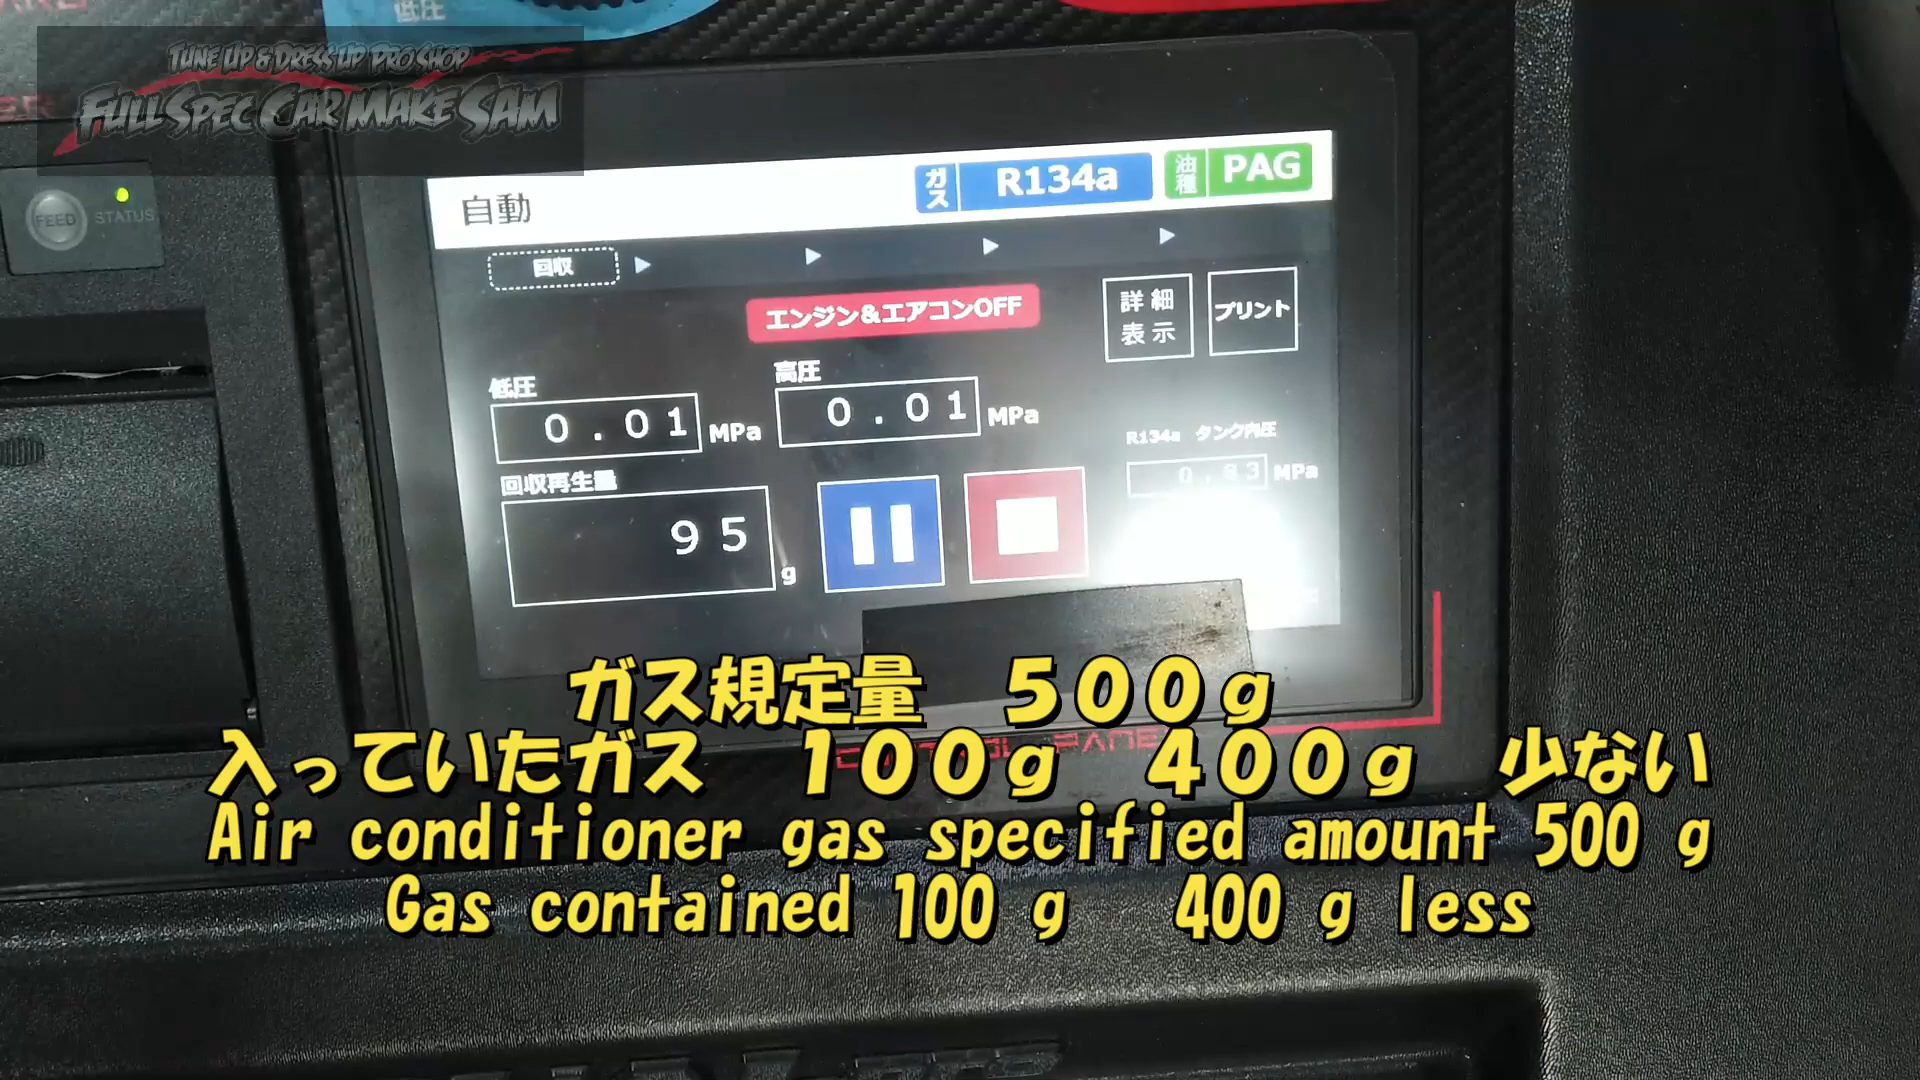 低圧
TUNE UP & DRESS UP PRO SHOP
FULL SPEC CAR MAKE SAM
FEED STATUS
自動
ガス R134a
油種 PAG
回収
エンジン&エアコンOFF
詳細表示
プリント
低圧
0.01 MPa
高圧
0.01 MPa
R134a タンク内圧
0.83 MPa
回収再生量
95 g
ガス規定量 500g
入っていたガス 100g 400g 少ない
Air conditioner gas specified amount 500 g
Gas contained 100 g 400 g less